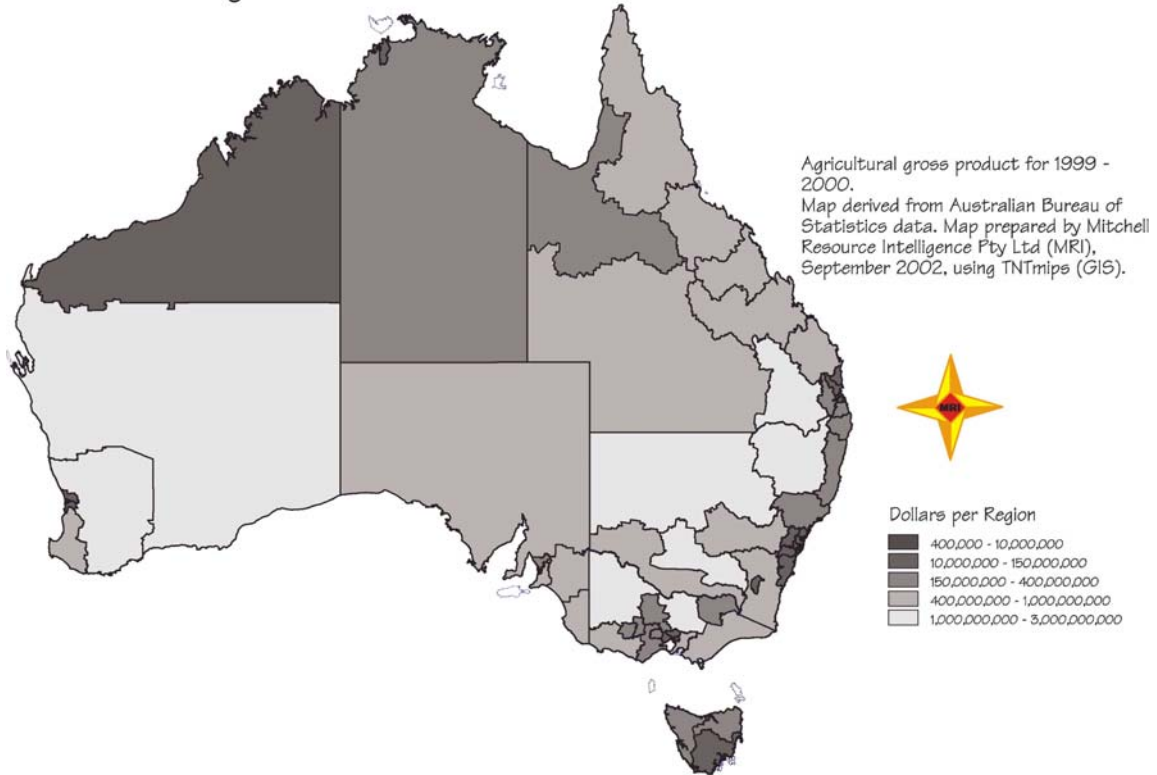 Agricultural gross product for 1999 -
2000.
Map derived from Australian Bureau of
Statistics data. Map prepared by Mitchell
Resource Intelligence Pty Ltd (MRI),
September 2002, using TNTmips (GIS).
MRI
Dollars per Region
400,000 - 10,000,000
10,000,000 - 150,000,000
150,000,000 - 400,000,000
400,000,000 - 1,000,000,000
1,000,000,000 - 3,000,000,000